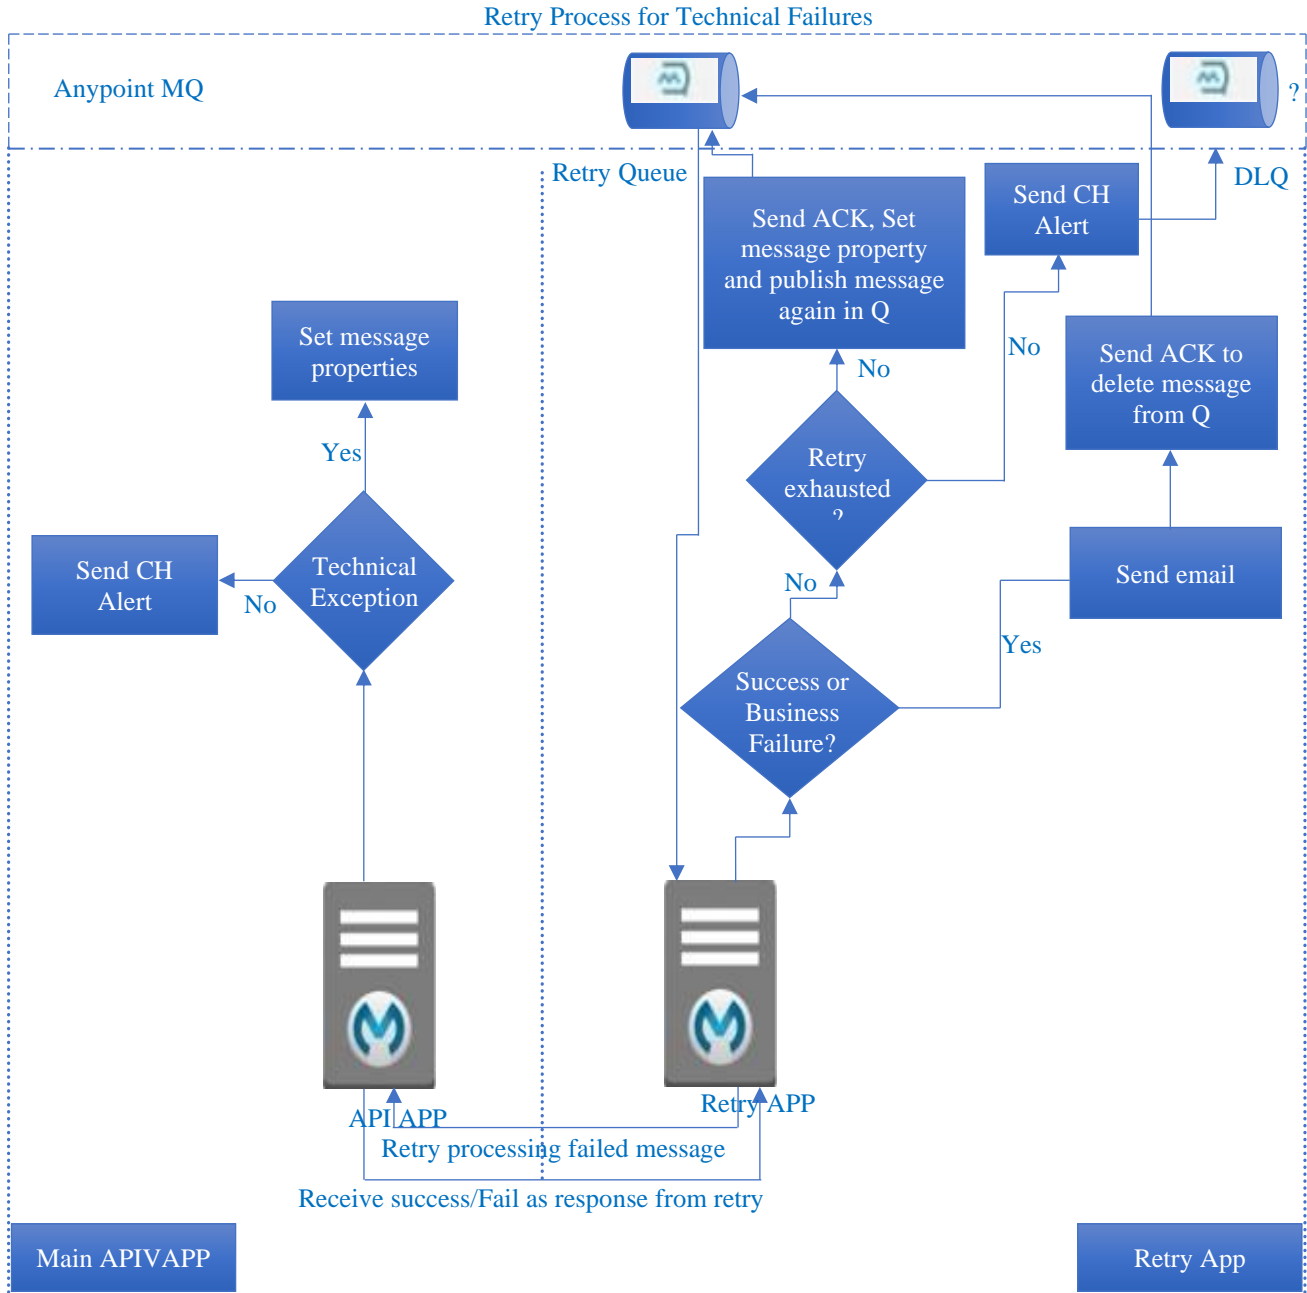 Retry Process for Technical Failures
Anypoint MQ
?
Retry Queue
DLQ
Send ACK, Set
message property
and publish message
again in Q
Send CH
Alert
Set message
properties
No
No
Send ACK to
delete message
from Q
Yes
Retry
exhausted
?
Send CH
Alert
No
Technical
Exception
No
Send email
Yes
Success or
Business
Failure?
API APP
Retry APP
Retry processing failed message
Receive success/Fail as response from retry
Main APIVAPP
Retry App